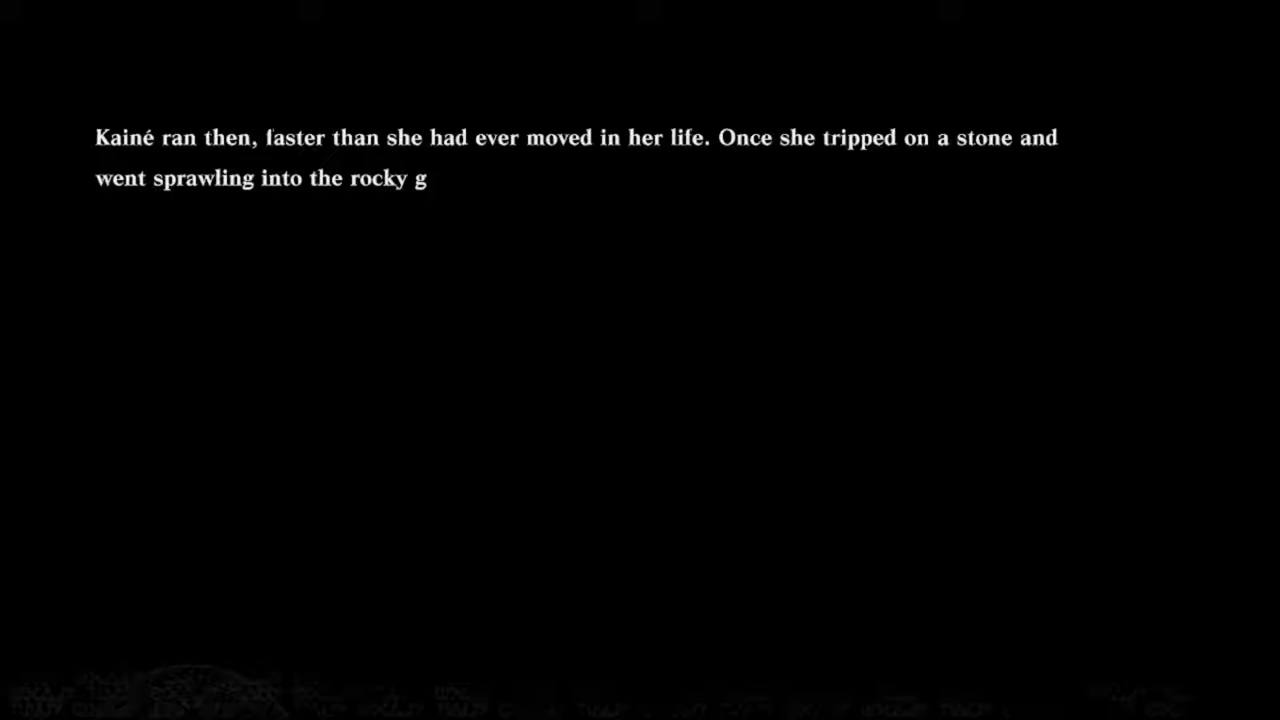 Kainé ran then, faster than she had ever moved in her life. Once she tripped on a stone and
went sprawling into the rocky g